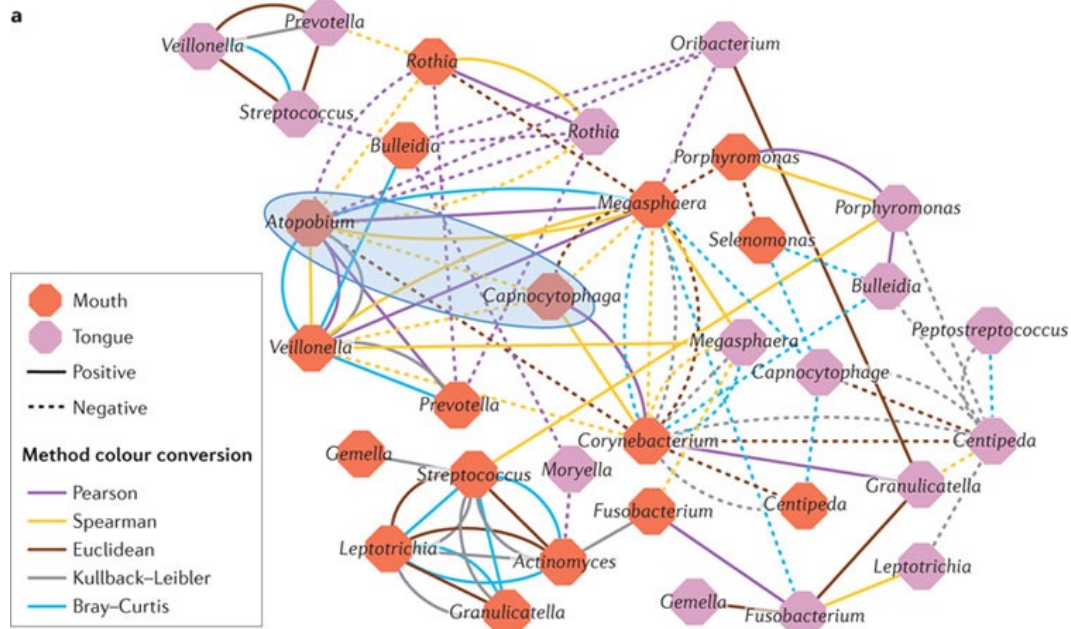 a
Prevotella
Veillonella
Rothia
Oribacterium
Streptococcus
Rothia
Bulleidia
Porphyromonas
Megasphaera
Porphyromonas
Atopobium
Selenomonas
Bulleidia
Capnocytophaga
Peptostreptococcus
Veillonella
Megasphaera
Capnocytophage
Prevotella
Corynebacterium
Centipeda
Gemella
Streptococcus
Moryella
Granulicatella
Centipeda
Fusobacterium
Leptotrichia
Actinomyces
Leptotrichia
Granulicatella
Gemella
Fusobacterium
Mouth
Tongue
Positive
Negative
Method colour conversion
Pearson
Spearman
Euclidean
Kullback–Leibler
Bray–Curtis